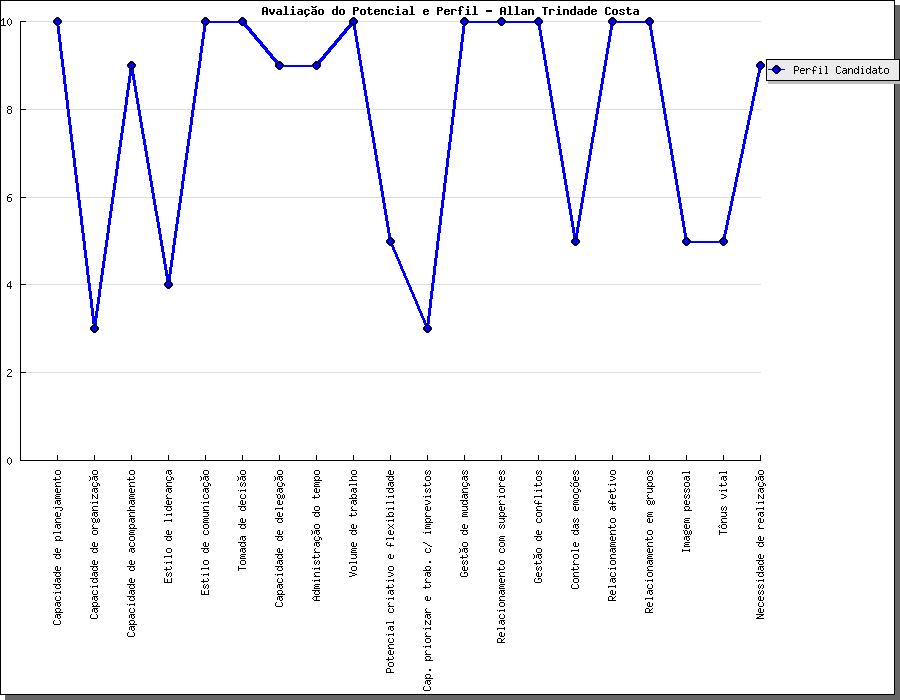 Avaliação do Potencial e Perfil - Allan Trindade Costa
10
8
6
4
2
0
Perfil Candidato
Capacidade de planejamento
Capacidade de organização
Capacidade de acompanhamento
Estilo de liderança
Estilo de comunicação
Tomada de decisão
Capacidade de delegação
Administração do tempo
Volume de trabalho
Potencial criativo e flexibilidade
Cap. priorizar e trab. c/ imprevistos
Gestão de mudanças
Relacionamento com superiores
Gestão de conflitos
Controle das emoções
Relacionamento afetivo
Relacionamento em grupos
Imagem pessoal
Tônus vital
Necessidade de realização